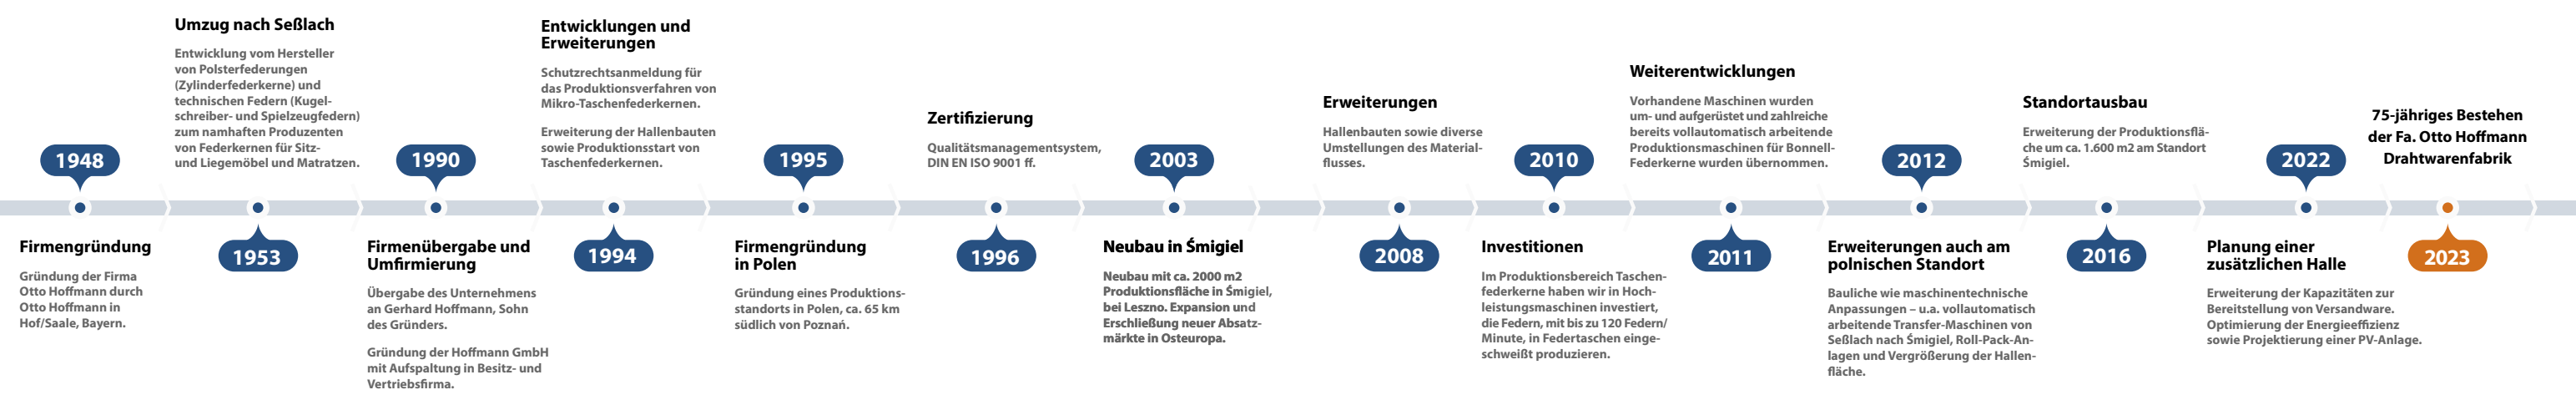 1948
Firmengründung
Gründung der Firma
Otto Hoffmann durch
Otto Hoffmann in
Hof/Saale, Bayern.
Umzug nach Seßlach
Entwicklung vom Hersteller
von Polsterfederungen
(Zylinderfederkerne) und
technischen Federn (Kugel-
schreiber- und Spielzeugfedern)
zum namhaften Produzenten
von Federkernen für Sitz-
und Liegemöbel und Matratzen.
1953
1990
Firmenübergabe und
Umfirmierung
Übergabe des Unternehmens
an Gerhard Hoffmann, Sohn
des Gründers.
Gründung der Hoffmann GmbH
mit Aufspaltung in Besitz- und
Vertriebsfirma.
Entwicklungen und
Erweiterungen
Schutzrechtsanmeldung für
das Produktionsverfahren von
Mikro-Taschenfederkernen.
Erweiterung der Hallenbauten
sowie Produktionsstart von
Taschenfederkernen.
1994
1995
Firmengründung
in Polen
Gründung eines Produktions-
standorts in Polen, ca. 65 km
südlich von Poznań.
Zertifizierung
Qualitätsmanagementsystem,
DIN EN ISO 9001 ff.
1996
2003
Neubau in Śmigiel
Neubau mit ca. 2000 m2
Produktionsfläche in Śmigiel,
bei Leszno. Expansion und
Erschließung neuer Absatz-
märkte in Osteuropa.
Erweiterungen
Hallenbauten sowie diverse
Umstellungen des Material-
flusses.
2008
2010
Investitionen
Im Produktionsbereich Taschen-
federkerne haben wir in Hoch-
leistungsmaschinen investiert,
die Federn, mit bis zu 120 Federn/
Minute, in Federtaschen einge-
schweißt produzieren.
Weiterentwicklungen
Vorhandene Maschinen wurden
um- und aufgerüstet und zahlreiche
bereits vollautomatisch arbeitende
Produktionsmaschinen für Bonnell-
Federkerne wurden übernommen.
2011
2012
Erweiterungen auch am
polnischen Standort
Bauliche wie maschinentechnische
Anpassungen – u.a. vollautomatisch
arbeitende Transfer-Maschinen von
Seßlach nach Śmigiel, Roll-Pack-An-
lagen und Vergrößerung der Hallen-
fläche.
Standortausbau
Erweiterung der Produktionsflä-
che um ca. 1.600 m2 am Standort
Śmigiel.
2016
2022
Planung einer
zusätzlichen Halle
Erweiterung der Kapazitäten zur
Bereitstellung von Versandware.
Optimierung der Energieeffizienz
sowie Projektierung einer PV-Anlage.
75-jähriges Bestehen
der Fa. Otto Hoffmann
Drahtwarenfabrik
2023